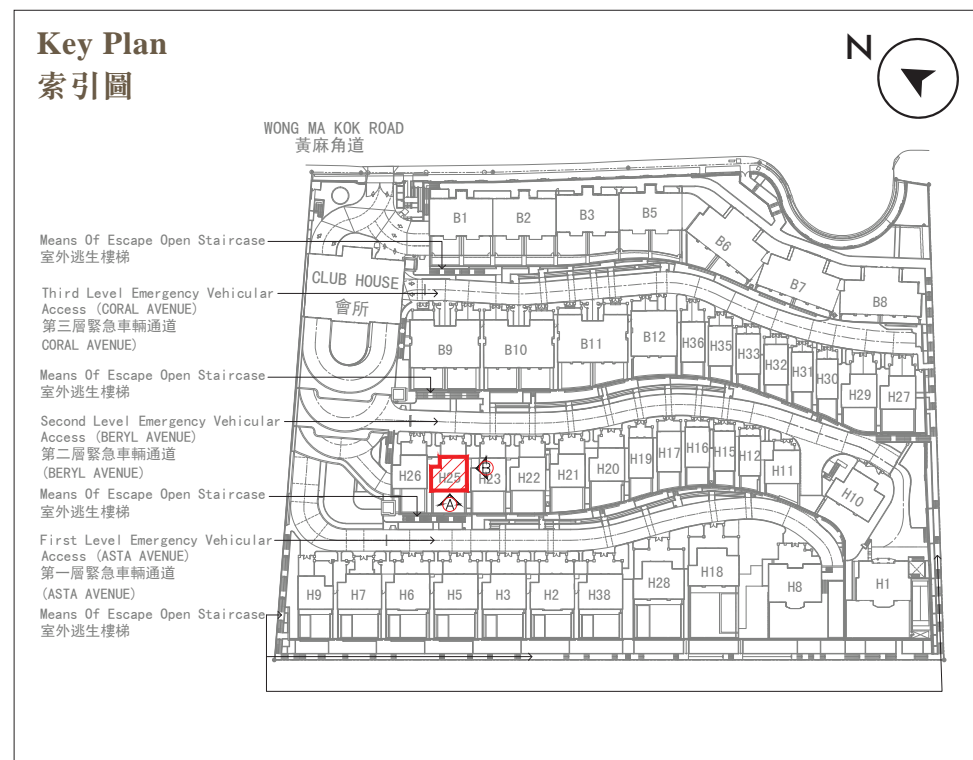 Key Plan
索引圖
N
WONG MA KOK ROAD
黃麻角道
B1
B2
B3
B5
B6
B7
B8
Means Of Escape Open Staircase
室外逃生樓梯
CLUB HOUSE
會所
Third Level Emergency Vehicular
Access (CORAL AVENUE)
第三層緊急車輛通道
CORAL AVENUE)
B9
B10
B11
B12
H36
H35
H33
H32
H31
H30
H29
H27
Means Of Escape Open Staircase
室外逃生樓梯
Second Level Emergency Vehicular
Access (BERYL AVENUE)
第二層緊急車輛通道
(BERYL AVENUE)
H26
H25
H23
H22
H21
H20
H19
H17
H16
H15
H12
H11
H10
B
A
Means Of Escape Open Staircase
室外逃生樓梯
First Level Emergency Vehicular
Access (ASTA AVENUE)
第一層緊急車輛通道
(ASTA AVENUE)
H9
H7
H6
H5
H3
H2
H38
H28
H18
H8
H1
Means Of Escape Open Staircase
室外逃生樓梯